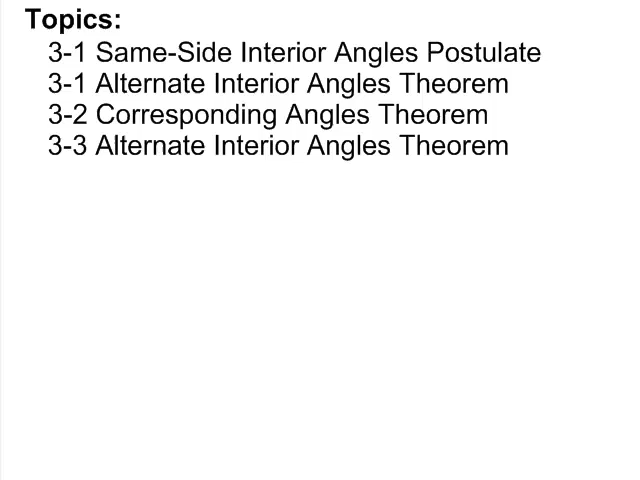 Topics:
3-1 Same-Side Interior Angles Postulate
3-1 Alternate Interior Angles Theorem
3-2 Corresponding Angles Theorem
3-3 Alternate Interior Angles Theorem